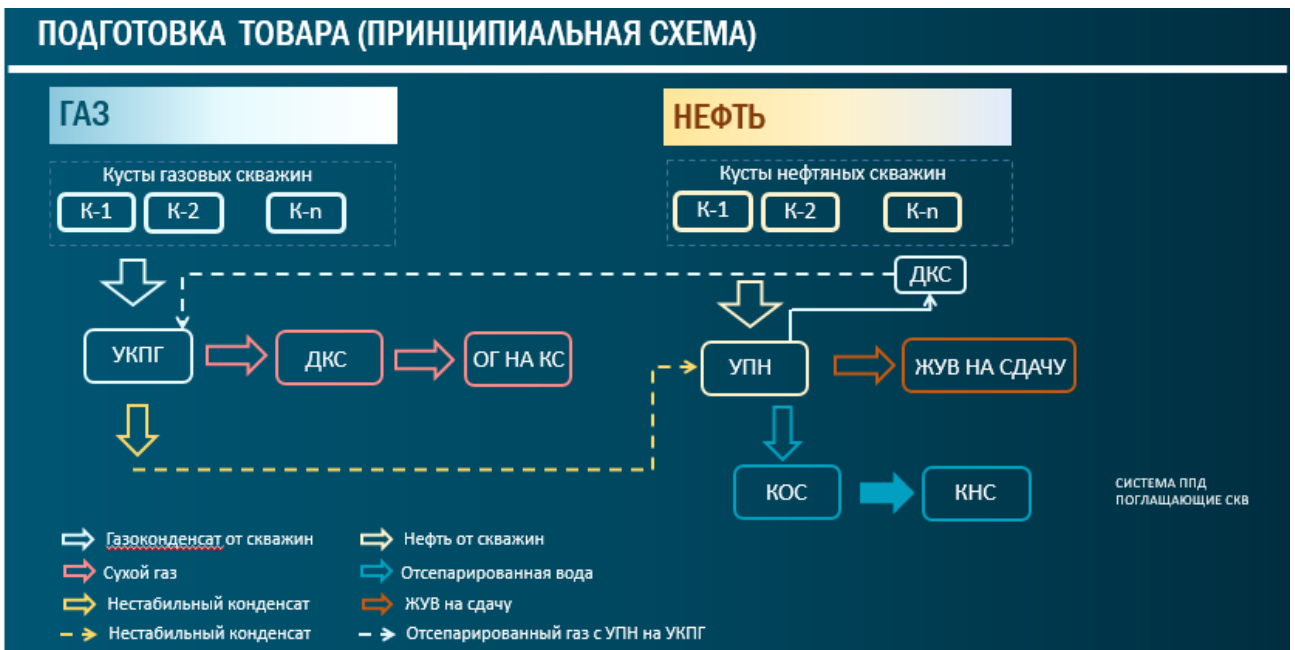 ПОДГОТОВКА ТОВАРА (ПРИНЦИПИАЛЬНАЯ СХЕМА)
ГАЗ
НЕФТЬ
Кусты газовых скважин
К-1
К-2
К-n
Кусты нефтяных скважин
К-1
К-2
К-n
ДКС
УКПГ
ДКС
ОГ НА КС
УПН
ЖУВ НА СДАЧУ
КОС
КНС
СИСТЕМА ППД
ПОГЛАЩАЮЩИЕ СКВ
Газоконденсат от скважин
Нефть от скважин
Сухой газ
Отсепарированная вода
Нестабильный конденсат
ЖУВ на сдачу
Нестабильный конденсат
Отсепарированный газ с УПН на УКПГ